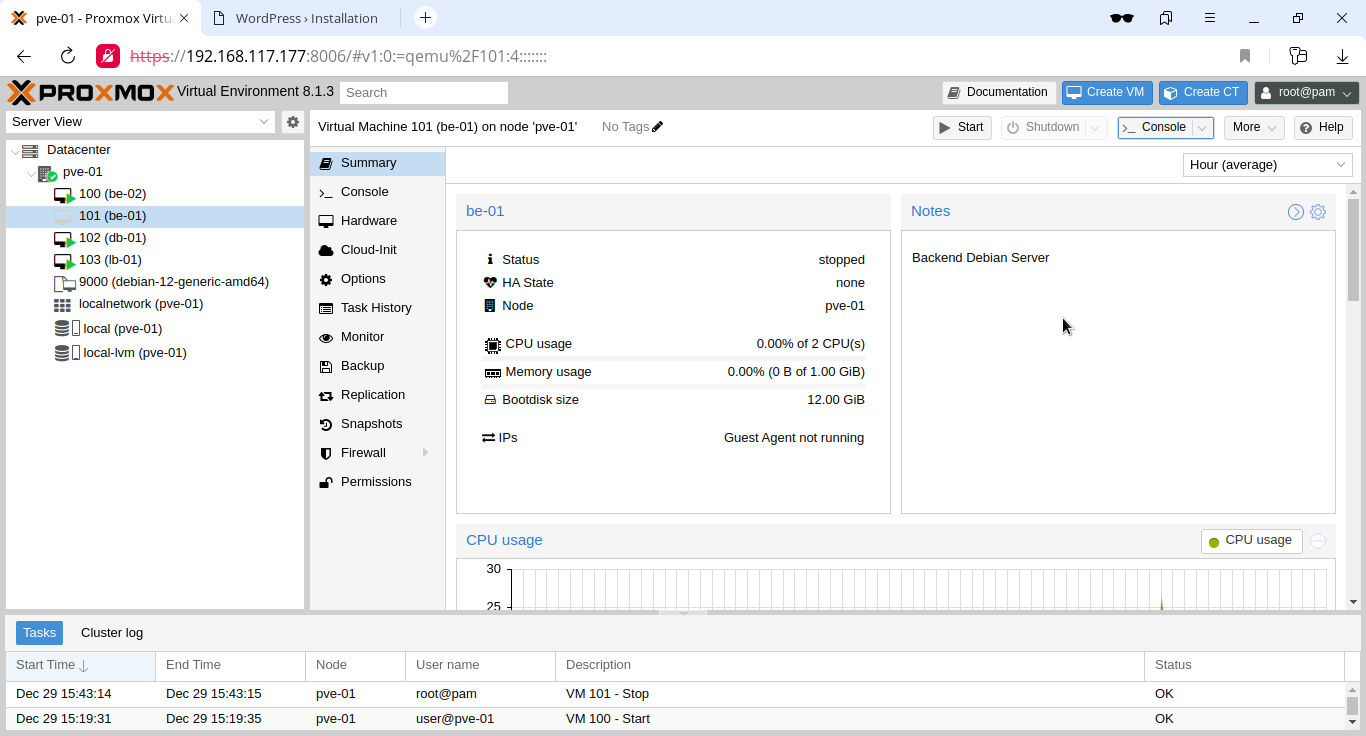 pve-01 - Proxmox Virtu
WordPress › Installation
https://192.168.117.177:8006/#v1:0:=qemu%2F101:4:::::::
PROXMOX Virtual Environment 8.1.3 Search Documentation Create VM Create CT root@pam
Server View
Virtual Machine 101 (be-01) on node 'pve-01' No Tags Start Shutdown Console More Help
Datacenter
pve-01
100 (be-02)
101 (be-01)
102 (db-01)
103 (lb-01)
9000 (debian-12-generic-amd64)
localnetwork (pve-01)
local (pve-01)
local-lvm (pve-01)
Summary
Console
Hardware
Cloud-Init
Options
Task History
Monitor
Backup
Replication
Snapshots
Firewall
Permissions
Hour (average)
be-01
Status stopped
HA State none
Node pve-01
CPU usage 0.00% of 2 CPU(s)
Memory usage 0.00% (0 B of 1.00 GiB)
Bootdisk size 12.00 GiB
IPs Guest Agent not running
Notes
Backend Debian Server
CPU usage CPU usage
30
25
Tasks Cluster log
Start Time End Time Node User name Description Status
Dec 29 15:43:14 Dec 29 15:43:15 pve-01 root@pam VM 101 - Stop OK
Dec 29 15:19:31 Dec 29 15:19:35 pve-01 user@pve-01 VM 100 - Start OK